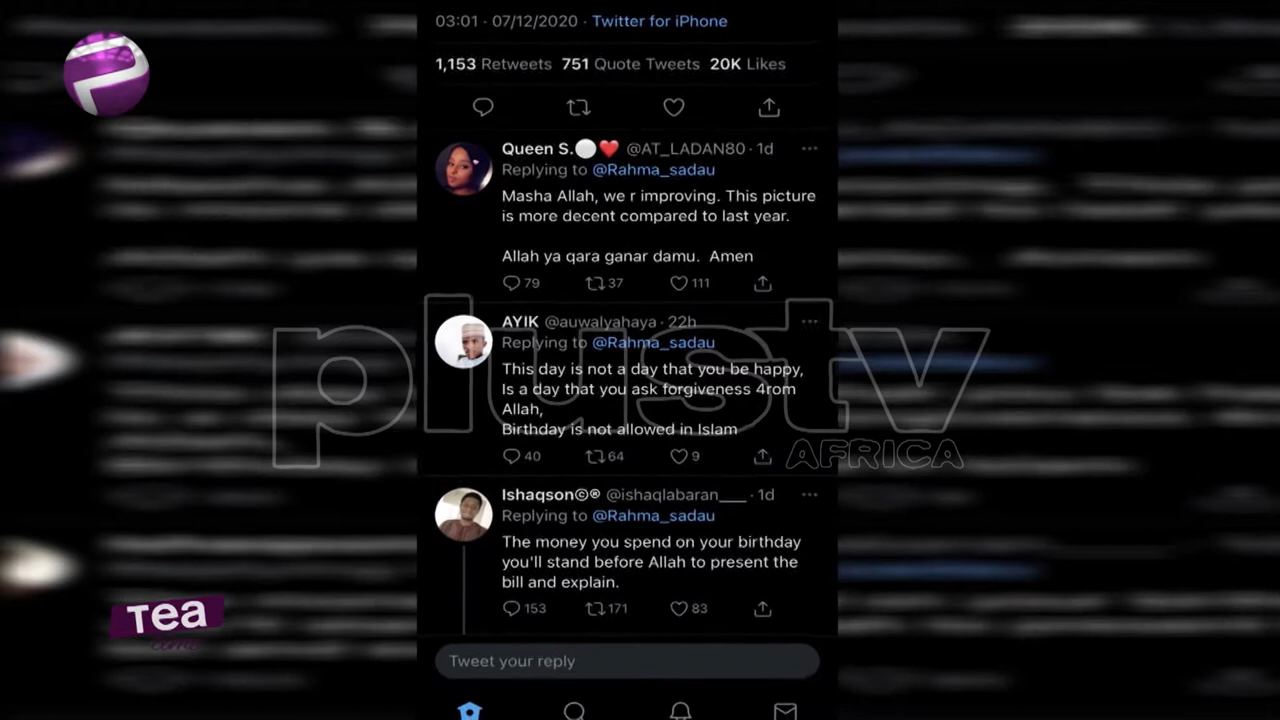 03:01 · 07/12/2020 · Twitter for iPhone
1,153 Retweets 751 Quote Tweets 20K Likes
Queen S.⚪❤️ @AT_LADAN80 · 1d
Replying to @Rahma_sadau
Masha Allah, we r improving. This picture
is more decent compared to last year.
Allah ya qara ganar damu. Amen
79 37 111
AYIK @auwalyahaya · 22h
Replying to @Rahma_sadau
This day is not a day that you be happy,
Is a day that you ask forgiveness 4rom
Allah,
Birthday is not allowed in Islam
40 64 9
plustv
AFRICA
Ishaqson©® @ishaqlabaran___ · 1d
Replying to @Rahma_sadau
The money you spend on your birthday
you'll stand before Allah to present the
bill and explain.
153 171 83
Tea
time
Tweet your reply